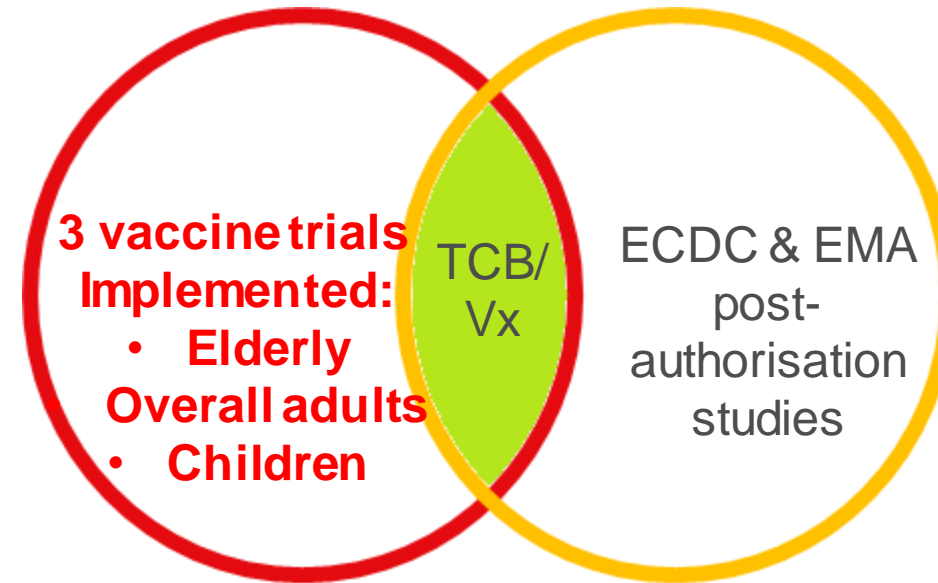 3 vaccine trials
Implemented:
• Elderly
Overall adults
• Children
TCB/
Vx
ECDC & EMA
post-
authorisation
studies